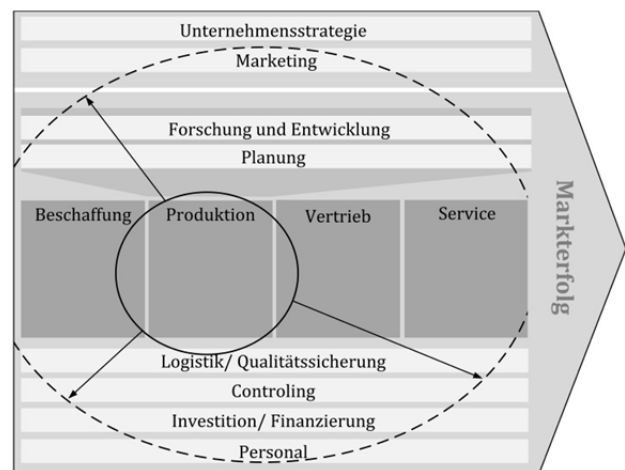 Unternehmensstrategie
Marketing
Forschung und Entwicklung
Planung
Beschaffung
Produktion
Vertrieb
Service
Markterfolg
Logistik/ Qualitätssicherung
Controling
Investition/ Finanzierung
Personal